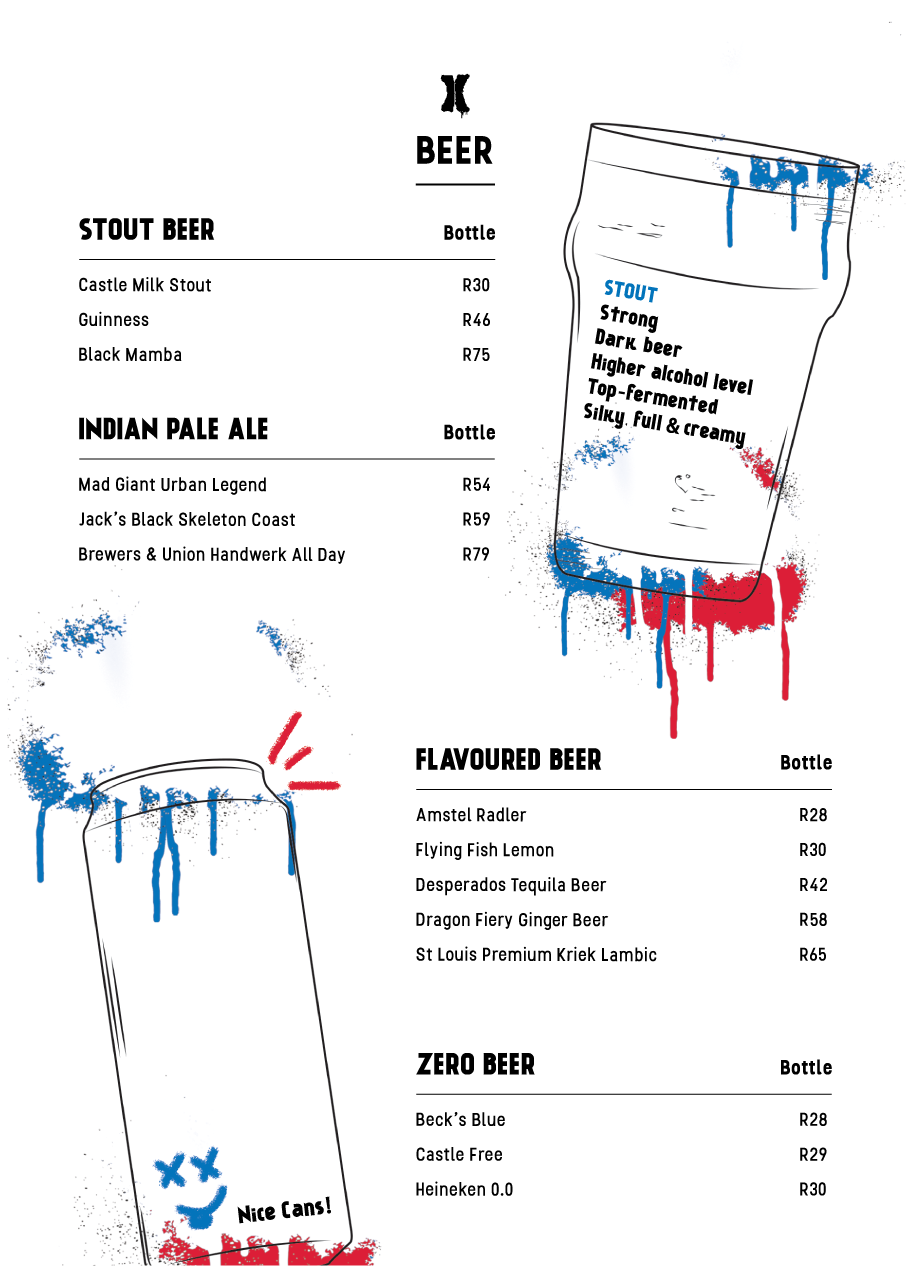 BEER
STOUT BEER Bottle
Castle Milk Stout R30
Guinness R46
Black Mamba R75
INDIAN PALE ALE Bottle
Mad Giant Urban Legend R54
Jack's Black Skeleton Coast R59
Brewers & Union Handwerk All Day R79
STOUT
Strong
Dark beer
Higher alcohol level
Top-fermented
Silky, full & creamy
FLAVOURED BEER Bottle
Amstel Radler R28
Flying Fish Lemon R30
Desperados Tequila Beer R42
Dragon Fiery Ginger Beer R58
St Louis Premium Kriek Lambic R65
ZERO BEER Bottle
Beck's Blue R28
Castle Free R29
Heineken 0.0 R30
Nice Cans!